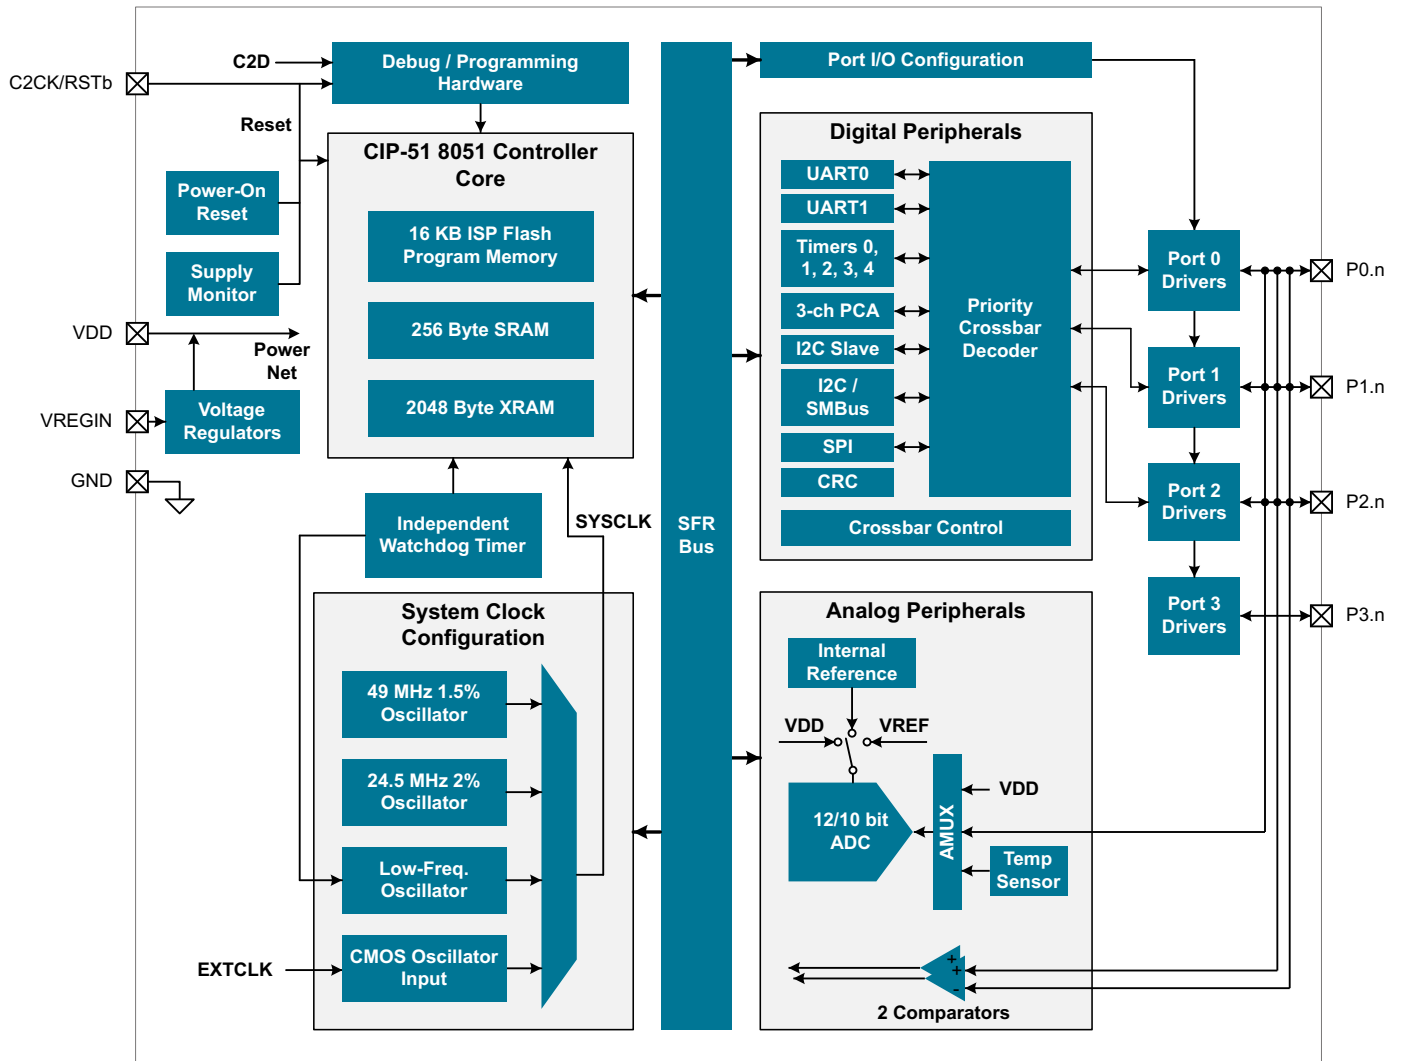 C2D
C2CK/RSTb
Debug / Programming
Hardware
Reset
Power-On
Reset
Supply
Monitor
VDD
Power
Net
VREGIN
Voltage
Regulators
GND
CIP-51 8051 Controller
Core
16 KB ISP Flash
Program Memory
256 Byte SRAM
2048 Byte XRAM
Independent
Watchdog Timer
SYSCLK
System Clock
Configuration
49 MHz 1.5%
Oscillator
24.5 MHz 2%
Oscillator
Low-Freq.
Oscillator
EXTCLK
CMOS Oscillator
Input
SFR
Bus
Port I/O Configuration
Digital Peripherals
UART0
UART1
Timers 0,
1, 2, 3, 4
3-ch PCA
I2C Slave
I2C /
SMBus
SPI
CRC
Priority
Crossbar
Decoder
Crossbar Control
Port 0
Drivers
P0.n
Port 1
Drivers
P1.n
Port 2
Drivers
P2.n
Port 3
Drivers
P3.n
Analog Peripherals
Internal
Reference
VDD
VREF
12/10 bit
ADC
AMUX
VDD
Temp
Sensor
+
+
-
2 Comparators